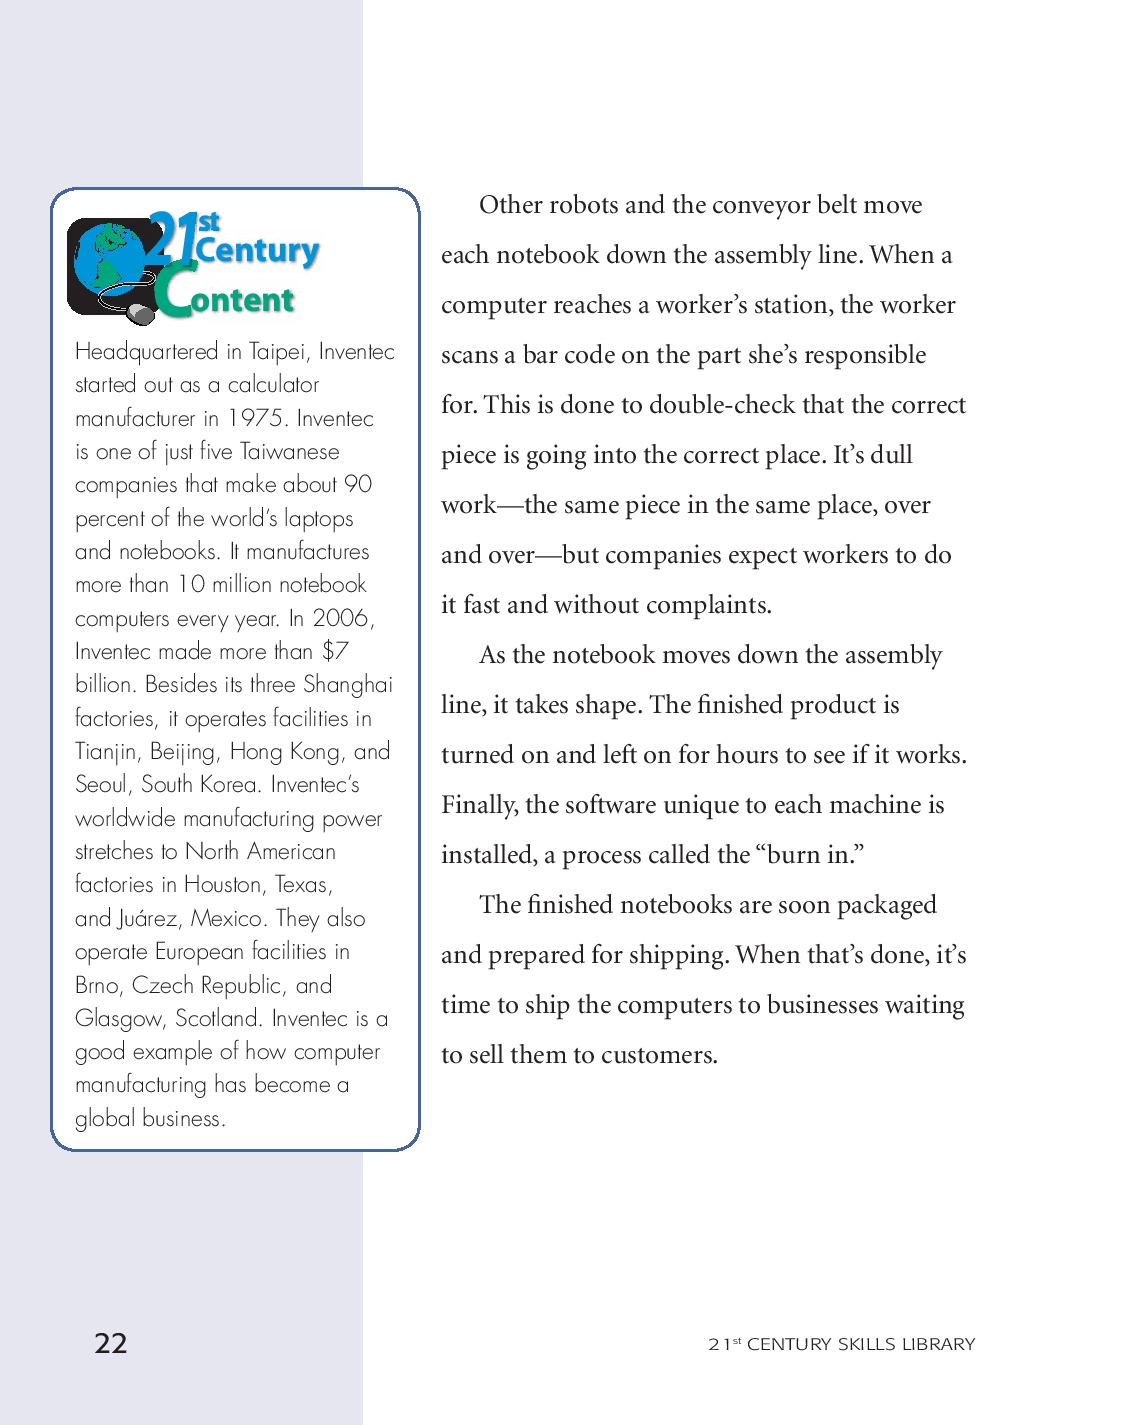 21st
Century
Content
Headquartered in Taipei, Inventec
started out as a calculator
manufacturer in 1975. Inventec
is one of just five Taiwanese
companies that make about 90
percent of the world's laptops
and notebooks. It manufactures
more than 10 million notebook
computers every year. In 2006,
Inventec made more than $7
billion. Besides its three Shanghai
factories, it operates facilities in
Tianjin, Beijing, Hong Kong, and
Seoul, South Korea. Inventec's
worldwide manufacturing power
stretches to North American
factories in Houston, Texas,
and Juárez, Mexico. They also
operate European facilities in
Brno, Czech Republic, and
Glasgow, Scotland. Inventec is a
good example of how computer
manufacturing has become a
global business.
Other robots and the conveyor belt move
each notebook down the assembly line. When a
computer reaches a worker’s station, the worker
scans a bar code on the part she’s responsible
for. This is done to double-check that the correct
piece is going into the correct place. It’s dull
work—the same piece in the same place, over
and over—but companies expect workers to do
it fast and without complaints.
As the notebook moves down the assembly
line, it takes shape. The finished product is
turned on and left on for hours to see if it works.
Finally, the software unique to each machine is
installed, a process called the “burn in.”
The finished notebooks are soon packaged
and prepared for shipping. When that’s done, it’s
time to ship the computers to businesses waiting
to sell them to customers.
22
21st CENTURY SKILLS LIBRARY